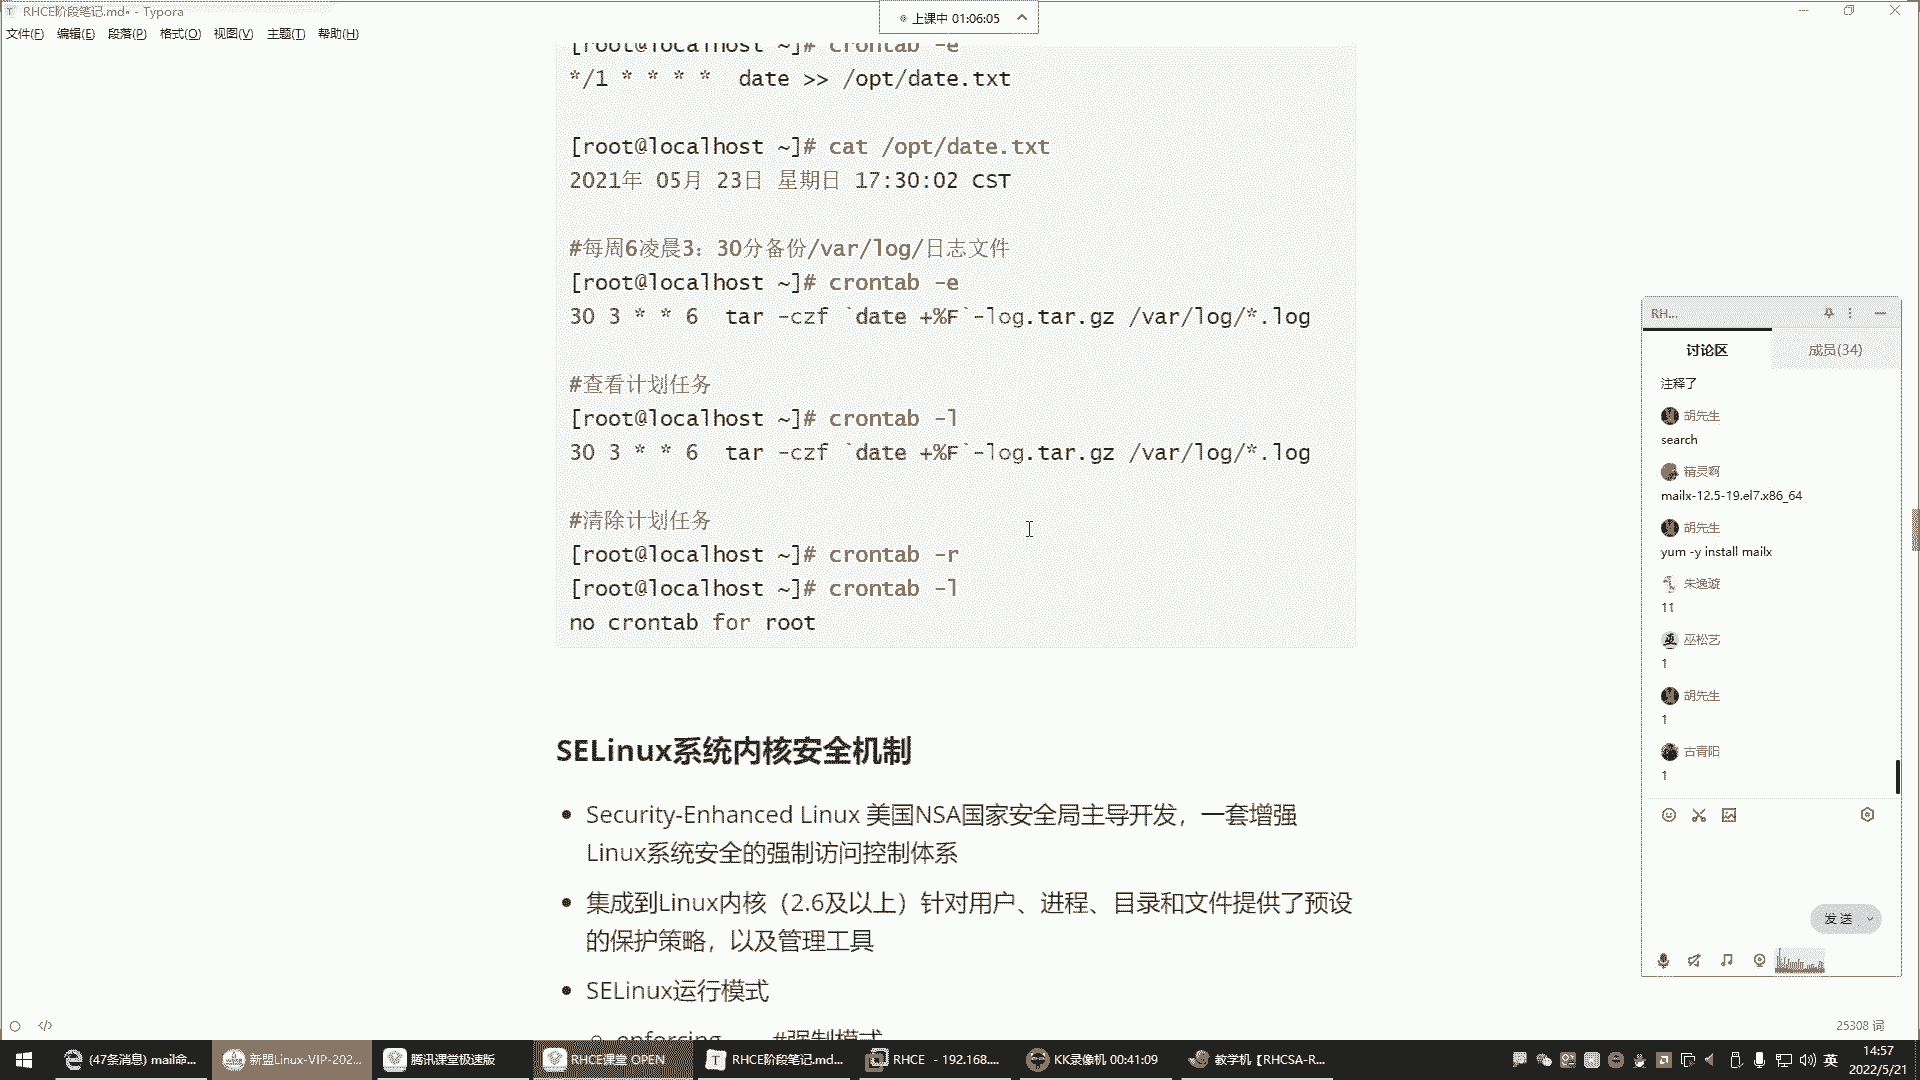 RHCE阶段笔记.md• - Typora
上课中 01:06:05
文件(F) 编辑(E) 段落(P) 格式(O) 视图(V) 主题(T) 帮助(H)
[root@localhost ~]# crontab -e
*/1 * * * *  date >> /opt/date.txt
[root@localhost ~]# cat /opt/date.txt
2021年 05月 23日 星期日 17:30:02 CST
#每周6凌晨3：30分备份/var/log/日志文件
[root@localhost ~]# crontab -e
30 3 * * 6  tar -czf `date +%F`-log.tar.gz /var/log/*.log
#查看计划任务
[root@localhost ~]# crontab -l
30 3 * * 6  tar -czf `date +%F`-log.tar.gz /var/log/*.log
#清除计划任务
[root@localhost ~]# crontab -r
[root@localhost ~]# crontab -l
no crontab for root
SELinux系统内核安全机制
Security-Enhanced Linux 美国NSA国家安全局主导开发，一套增强
Linux系统安全的强制访问控制体系
集成到Linux内核（2.6及以上）针对用户、进程、目录和文件提供了预设
的保护策略，以及管理工具
SELinux运行模式
enforcing #强制模式
RH...
讨论区 成员(34)
注释了
胡先生
search
精灵啊
mailx-12.5-19.el7.x86_64
胡先生
yum -y install mailx
朱逸璇
11
巫松艺
1
胡先生
1
古青阳
1
发送
25308 词
(47条消息) mail命...
新盟Linux-VIP-202...
腾讯课堂极速版
RHCE课堂 OPEN
RHCE阶段笔记.md...
RHCE - 192.168....
KK录像机 00:41:09
教学机【RHCSA-R...
英
14:57
2022/5/21